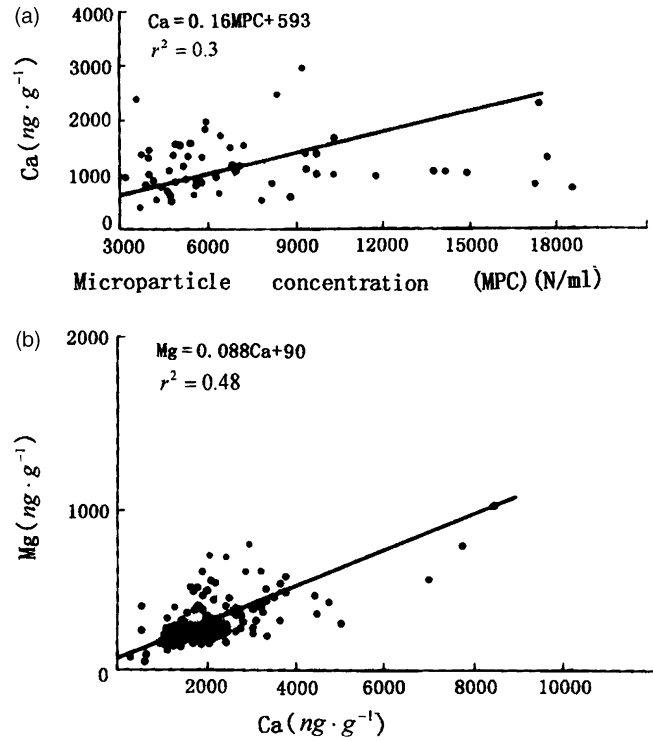 (a)
Ca=0.16MPC+593
r² = 0.3
4000
3000
2000
1000
0
Ca(ng·g⁻¹)
3000 6000 9000 12000 15000 18000
Microparticle concentration (MPC)(N/ml)
(b)
Mg=0.088Ca+90
r² = 0.48
2000
1000
0
Mg(ng·g⁻¹)
2000 4000 6000 8000 10000
Ca(ng·g⁻¹)